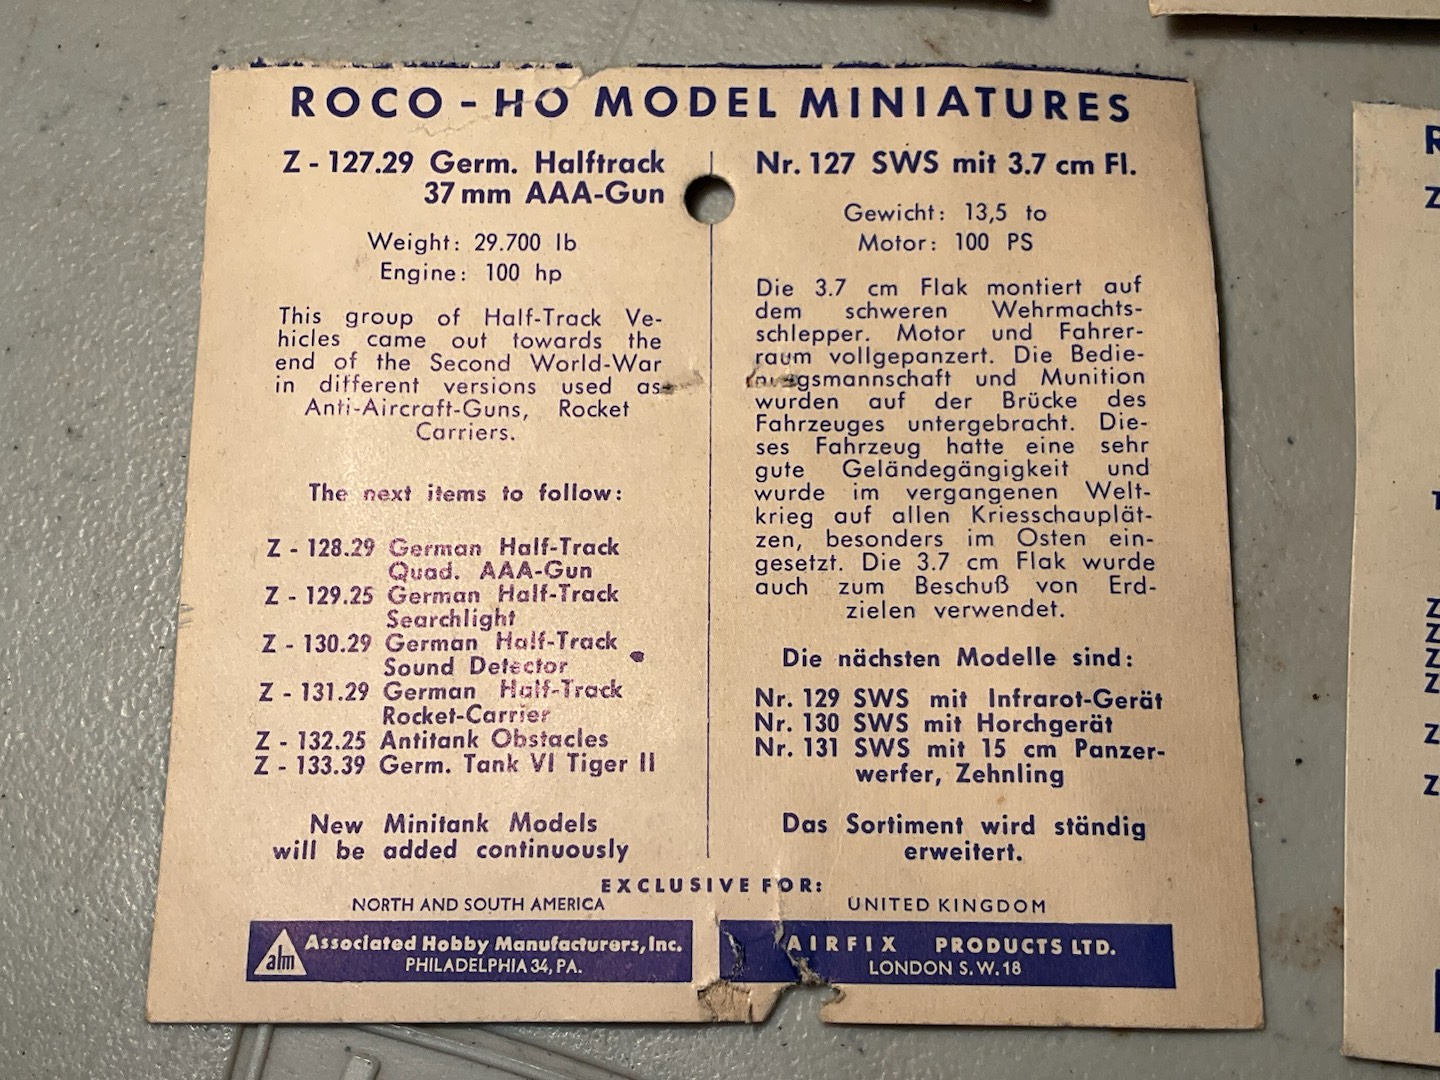 ROCO - HO MODEL MINIATURES
Z - 127.29 Germ. Halftrack
37 mm AAA-Gun
Weight: 29.700 lb
Engine: 100 hp
This group of Half-Track Ve-
hicles came out towards the
end of the Second World-War
in different versions used as
Anti-Aircraft-Guns, Rocket
Carriers.
The next items to follow:
Z - 128.29 German Half-Track
Quad. AAA-Gun
Z - 129.25 German Half-Track
Searchlight
Z - 130.29 German Half-Track
Sound Detector
Z - 131.29 German Half-Track
Rocket-Carrier
Z - 132.25 Antitank Obstacles
Z - 133.39 Germ. Tank VI Tiger II
New Minitank Models
will be added continuously
Nr. 127 SWS mit 3.7 cm Fl.
Gewicht: 13,5 to
Motor: 100 PS
Die 3.7 cm Flak montiert auf
dem schweren Wehrmachts-
schlepper. Motor und Fahrer-
raum vollgepanzert. Die Bedie-
nungsmannschaft und Munition
wurden auf der Brücke des
Fahrzeuges untergebracht. Die-
ses Fahrzeug hatte eine sehr
gute Geländegängigkeit und
wurde im vergangenen Welt-
krieg auf allen Kriesschauplät-
zen, besonders im Osten ein-
gesetzt. Die 3.7 cm Flak wurde
auch zum Beschuß von Erd-
zielen verwendet.
Die nächsten Modelle sind:
Nr. 129 SWS mit Infrarot-Gerät
Nr. 130 SWS mit Horchgerät
Nr. 131 SWS mit 15 cm Panzer-
werfer, Zehnling
Das Sortiment wird ständig
erweitert.
EXCLUSIVE FOR:
NORTH AND SOUTH AMERICA
ahm Associated Hobby Manufacturers, Inc.
PHILADELPHIA 34, PA.
UNITED KINGDOM
AIRFIX PRODUCTS LTD.
LONDON S. W. 18
R
Z
T
Z
Z
Z
Z
Z
Z